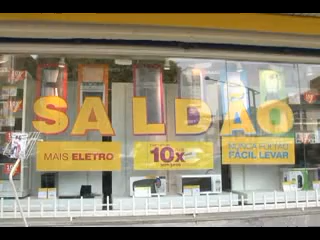 SALDÃO
MAIS ELETRO
10x
NUNCA FOI TÃO
FÁCIL LEVAR